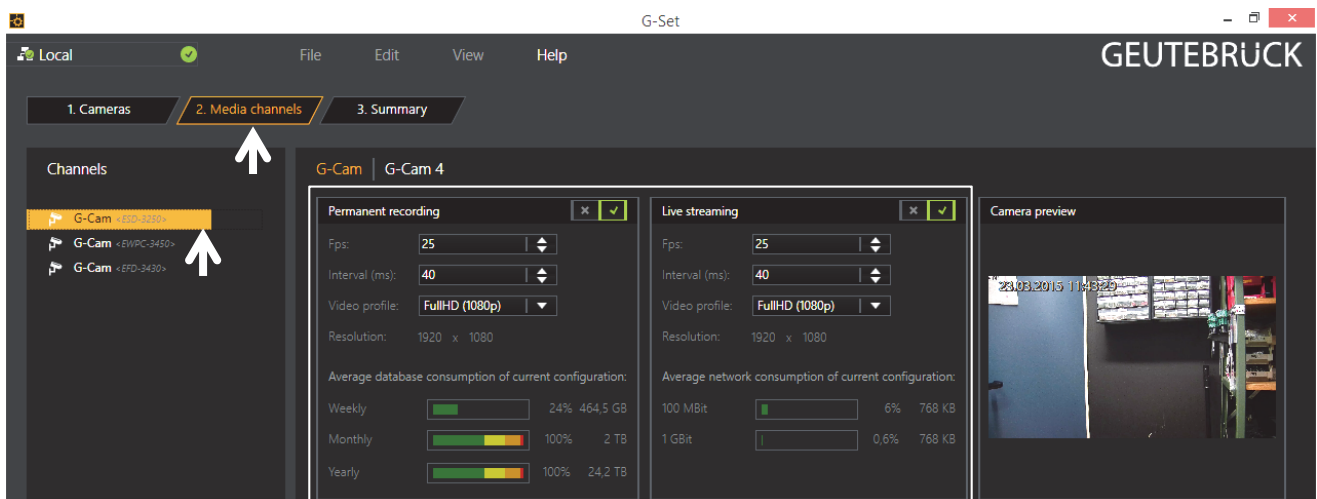 G-Set
Local File Edit View Help GEUTEBRÜCK
1. Cameras 2. Media channels 3. Summary
Channels
G-Cam <ESD-3250>
G-Cam <EWPC-3450>
G-Cam <EFD-3430>
G-Cam | G-Cam 4
Permanent recording
Fps: 25
Interval (ms): 40
Video profile: FullHD (1080p)
Resolution: 1920 x 1080
Average database consumption of current configuration:
Weekly 24% 464,5 GB
Monthly 100% 2 TB
Yearly 100% 24,2 TB
Live streaming
Fps: 25
Interval (ms): 40
Video profile: FullHD (1080p)
Resolution: 1920 x 1080
Average network consumption of current configuration:
100 MBit 6% 768 KB
1 GBit 0,6% 768 KB
Camera preview
23.03.2015 11:43:29